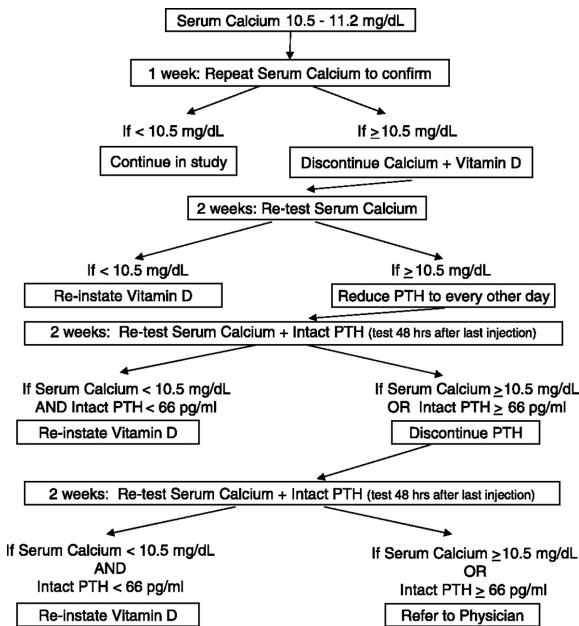 Serum Calcium 10.5 - 11.2 mg/dL
1 week: Repeat Serum Calcium to confirm
If < 10.5 mg/dL
If ≥10.5 mg/dL
Continue in study
Discontinue Calcium + Vitamin D
2 weeks: Re-test Serum Calcium
If < 10.5 mg/dL
If ≥ 10.5 mg/dL
Re-instate Vitamin D
Reduce PTH to every other day
2 weeks: Re-test Serum Calcium + Intact PTH (test 48 hrs after last injection)
If Serum Calcium < 10.5 mg/dL
AND Intact PTH < 66 pg/ml
If Serum Calcium ≥10.5 mg/dL
OR Intact PTH ≥ 66 pg/ml
Re-instate Vitamin D
Discontinue PTH
2 weeks: Re-test Serum Calcium + Intact PTH (test 48 hrs after last injection)
If Serum Calcium < 10.5 mg/dL
AND
Intact PTH < 66 pg/ml
If Serum Calcium ≥10.5 mg/dL
OR
Intact PTH ≥ 66 pg/ml
Re-instate Vitamin D
Refer to Physician